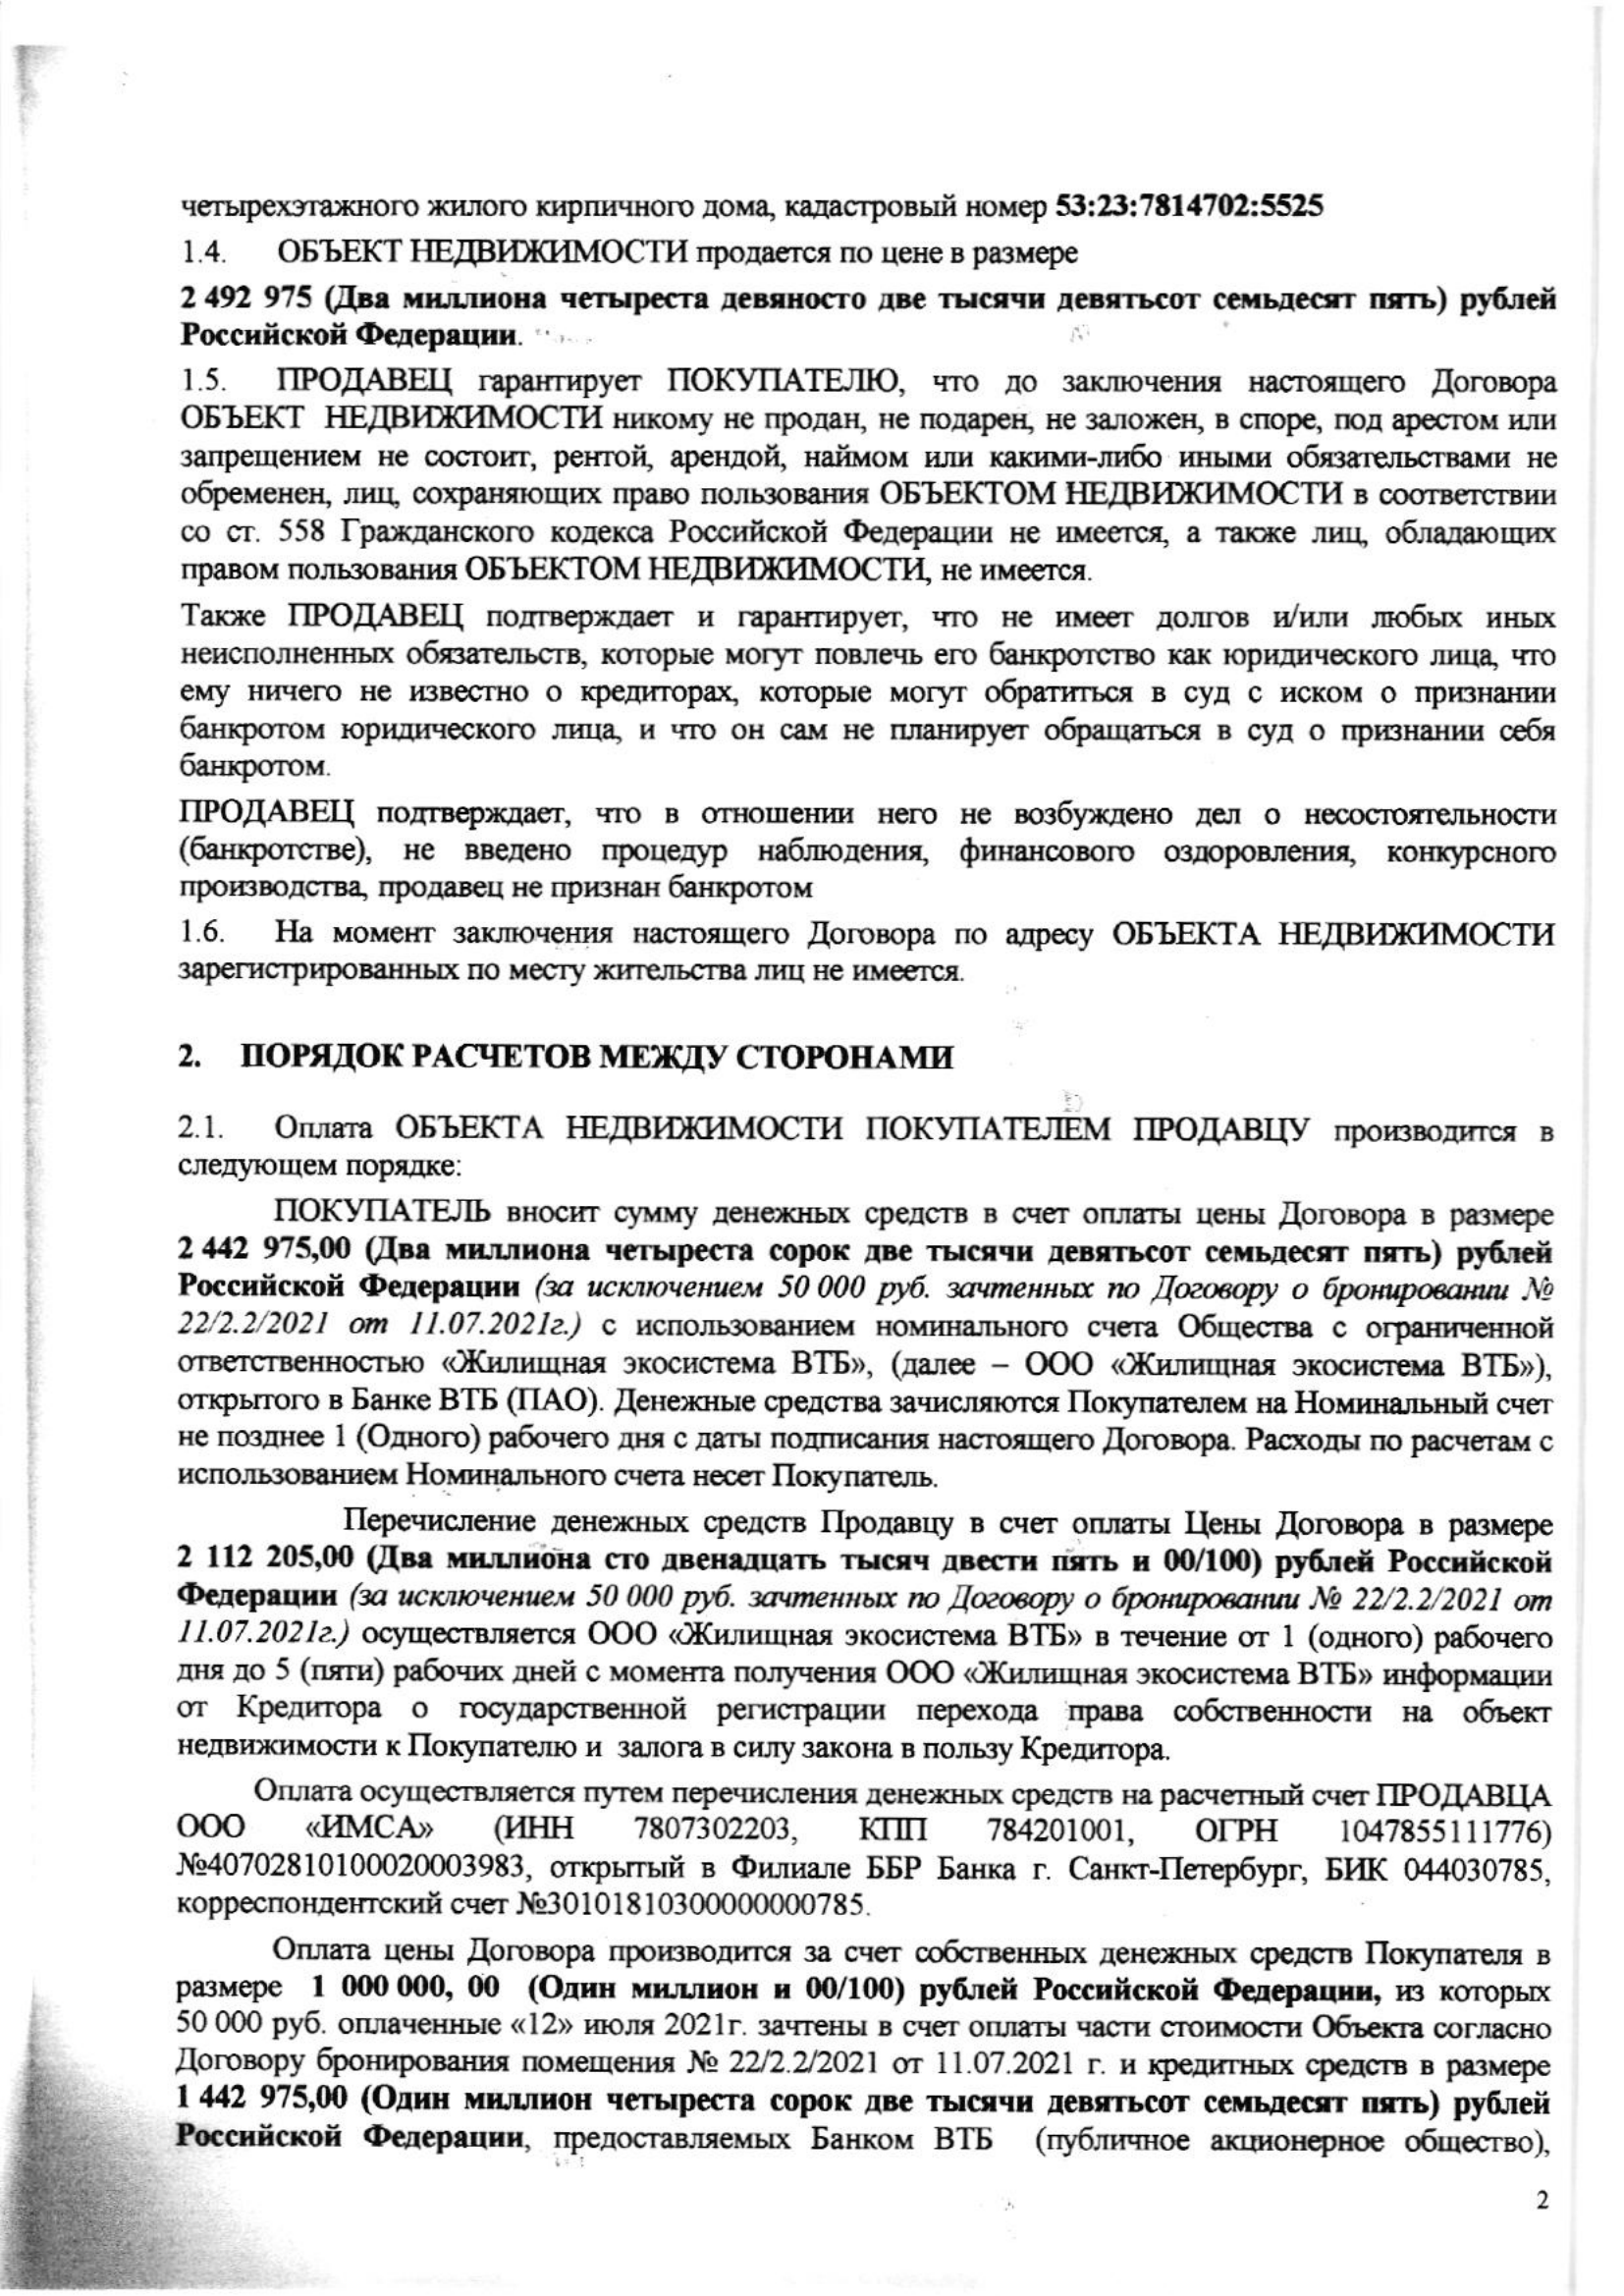 четырехэтажного жилого кирпичного дома, кадастровый номер 53:23:7814702:5525
1.4. ОБЪЕКТ НЕДВИЖИМОСТИ продается по цене в размере
2 492 975 (Два миллиона четыреста девяносто две тысячи девятьсот семьдесят пять) рублей
Российской Федерации.
1.5. ПРОДАВЕЦ гарантирует ПОКУПАТЕЛЮ, что до заключения настоящего Договора
ОБЪЕКТ НЕДВИЖИМОСТИ никому не продан, не подарен, не заложен, в споре, под арестом или
запрещением не состоит, рентой, арендой, наймом или какими-либо иными обязательствами не
обременен, лиц, сохраняющих право пользования ОБЪЕКТОМ НЕДВИЖИМОСТИ в соответствии
со ст. 558 Гражданского кодекса Российской Федерации не имеется, а также лиц, обладающих
правом пользования ОБЪЕКТОМ НЕДВИЖИМОСТИ, не имеется.
Также ПРОДАВЕЦ подтверждает и гарантирует, что не имеет долгов и/или любых иных
неисполненных обязательств, которые могут повлечь его банкротство как юридического лица, что
ему ничего не известно о кредиторах, которые могут обратиться в суд с иском о признании
банкротом юридического лица, и что он сам не планирует обращаться в суд о признании себя
банкротом.
ПРОДАВЕЦ подтверждает, что в отношении него не возбуждено дел о несостоятельности
(банкротстве), не введено процедур наблюдения, финансового оздоровления, конкурсного
производства, продавец не признан банкротом
1.6. На момент заключения настоящего Договора по адресу ОБЪЕКТА НЕДВИЖИМОСТИ
зарегистрированных по месту жительства лиц не имеется.
2. ПОРЯДОК РАСЧЕТОВ МЕЖДУ СТОРОНАМИ
2.1. Оплата ОБЪЕКТА НЕДВИЖИМОСТИ ПОКУПАТЕЛЕМ ПРОДАВЦУ производится в
следующем порядке:
ПОКУПАТЕЛЬ вносит сумму денежных средств в счет оплаты цены Договора в размере
2 442 975,00 (Два миллиона четыреста сорок две тысячи девятьсот семьдесят пять) рублей
Российской Федерации (за исключением 50 000 руб. зачтенных по Договору о бронировании №
22/2.2/2021 от 11.07.2021г.) с использованием номинального счета Общества с ограниченной
ответственностью «Жилищная экосистема ВТБ», (далее – ООО «Жилищная экосистема ВТБ»),
открытого в Банке ВТБ (ПАО). Денежные средства зачисляются Покупателем на Номинальный счет
не позднее 1 (Одного) рабочего дня с даты подписания настоящего Договора. Расходы по расчетам с
использованием Номинального счета несет Покупатель.
Перечисление денежных средств Продавцу в счет оплаты Цены Договора в размере
2 112 205,00 (Два миллиона сто двенадцать тысяч двести пять и 00/100) рублей Российской
Федерации (за исключением 50 000 руб. зачтенных по Договору о бронировании № 22/2.2/2021 от
11.07.2021г.) осуществляется ООО «Жилищная экосистема ВТБ» в течение от 1 (одного) рабочего
дня до 5 (пяти) рабочих дней с момента получения ООО «Жилищная экосистема ВТБ» информации
от Кредитора о государственной регистрации перехода права собственности на объект
недвижимости к Покупателю и залога в силу закона в пользу Кредитора.
Оплата осуществляется путем перечисления денежных средств на расчетный счет ПРОДАВЦА
ООО «ИМСА» (ИНН 7807302203, КПП 784201001, ОГРН 1047855111776)
№40702810100020003983, открытый в Филиале ББР Банка г. Санкт-Петербург, БИК 044030785,
корреспондентский счет №30101810300000000785.
Оплата цены Договора производится за счет собственных денежных средств Покупателя в
размере 1 000 000, 00 (Один миллион и 00/100) рублей Российской Федерации, из которых
50 000 руб. оплаченные «12» июля 2021г. зачтены в счет оплаты части стоимости Объекта согласно
Договору бронирования помещения № 22/2.2/2021 от 11.07.2021 г. и кредитных средств в размере
1 442 975,00 (Один миллион четыреста сорок две тысячи девятьсот семьдесят пять) рублей
Российской Федерации, предоставляемых Банком ВТБ (публичное акционерное общество),
2